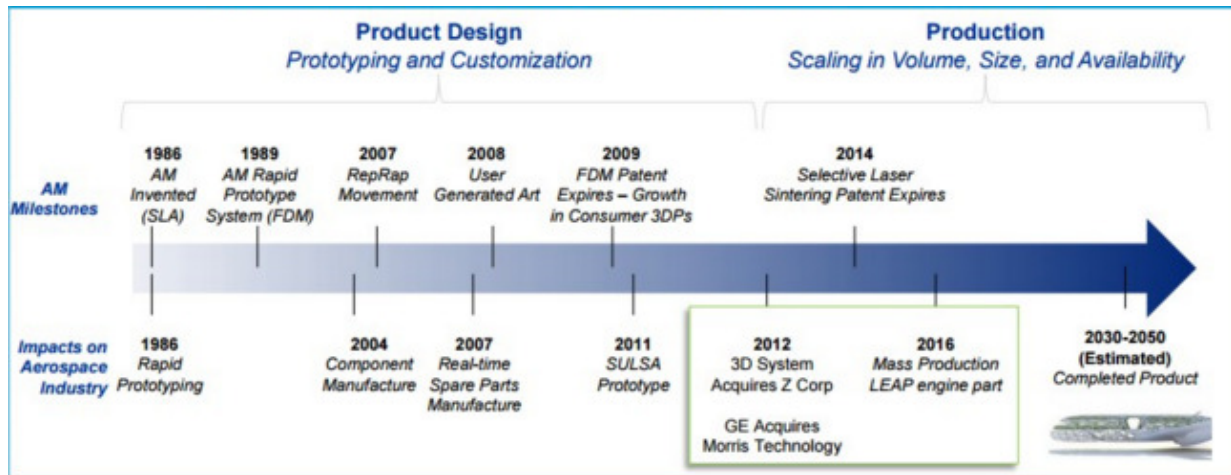 Product Design
Prototyping and Customization
Production
Scaling in Volume, Size, and Availability
AM
Milestones
1986
AM
Invented
(SLA)
1989
AM Rapid
Prototype
System (FDM)
2007
RepRap
Movement
2008
User
Generated Art
2009
FDM Patent
Expires – Growth
in Consumer 3DPs
2014
Selective Laser
Sintering Patent Expires
Impacts on
Aerospace
Industry
1986
Rapid
Prototyping
2004
Component
Manufacture
2007
Real-time
Spare Parts
Manufacture
2011
SULSA
Prototype
2012
3D System
Acquires Z Corp
GE Acquires
Morris Technology
2016
Mass Production
LEAP engine part
2030-2050
(Estimated)
Completed Product